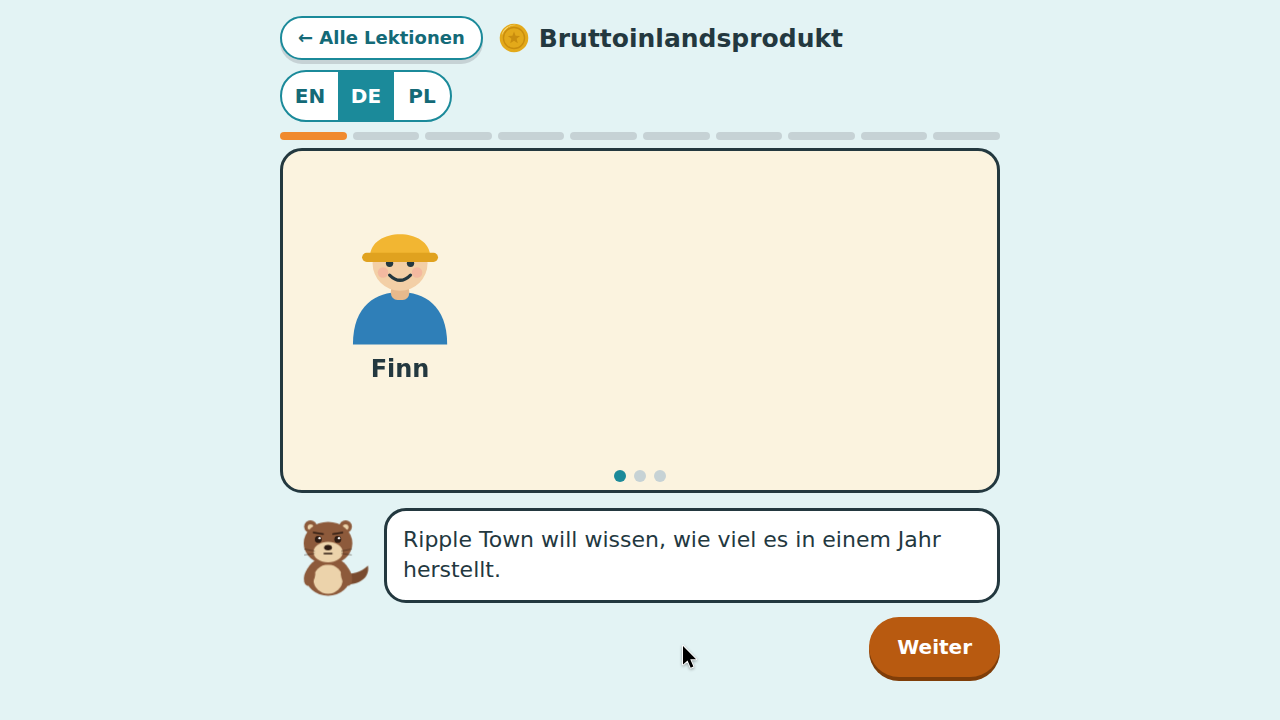 ← Alle Lektionen
Bruttoinlandsprodukt
EN DE PL
Finn
Ripple Town will wissen, wie viel es in einem Jahr
herstellt.
Weiter